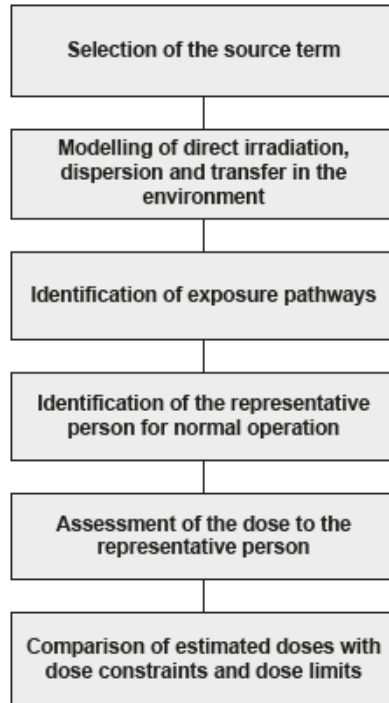 Selection of the source term
Modelling of direct irradiation,
dispersion and transfer in the
environment
Identification of exposure pathways
Identification of the representative
person for normal operation
Assessment of the dose to the
representative person
Comparison of estimated doses with
dose constraints and dose limits